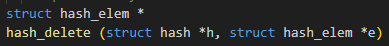 struct hash_elem *
hash_delete (struct hash *h, struct hash_elem *e)